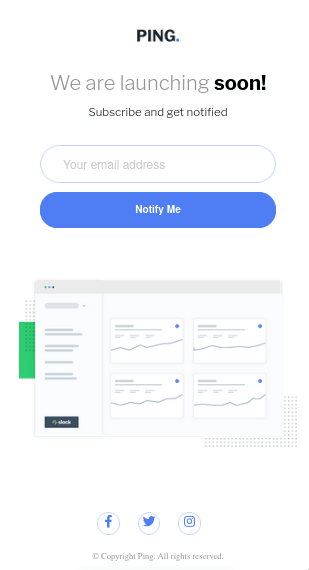 PING.
We are launching soon!
Subscribe and get notified
Your email address
Notify Me
slack
© Copyright Ping. All rights reserved.